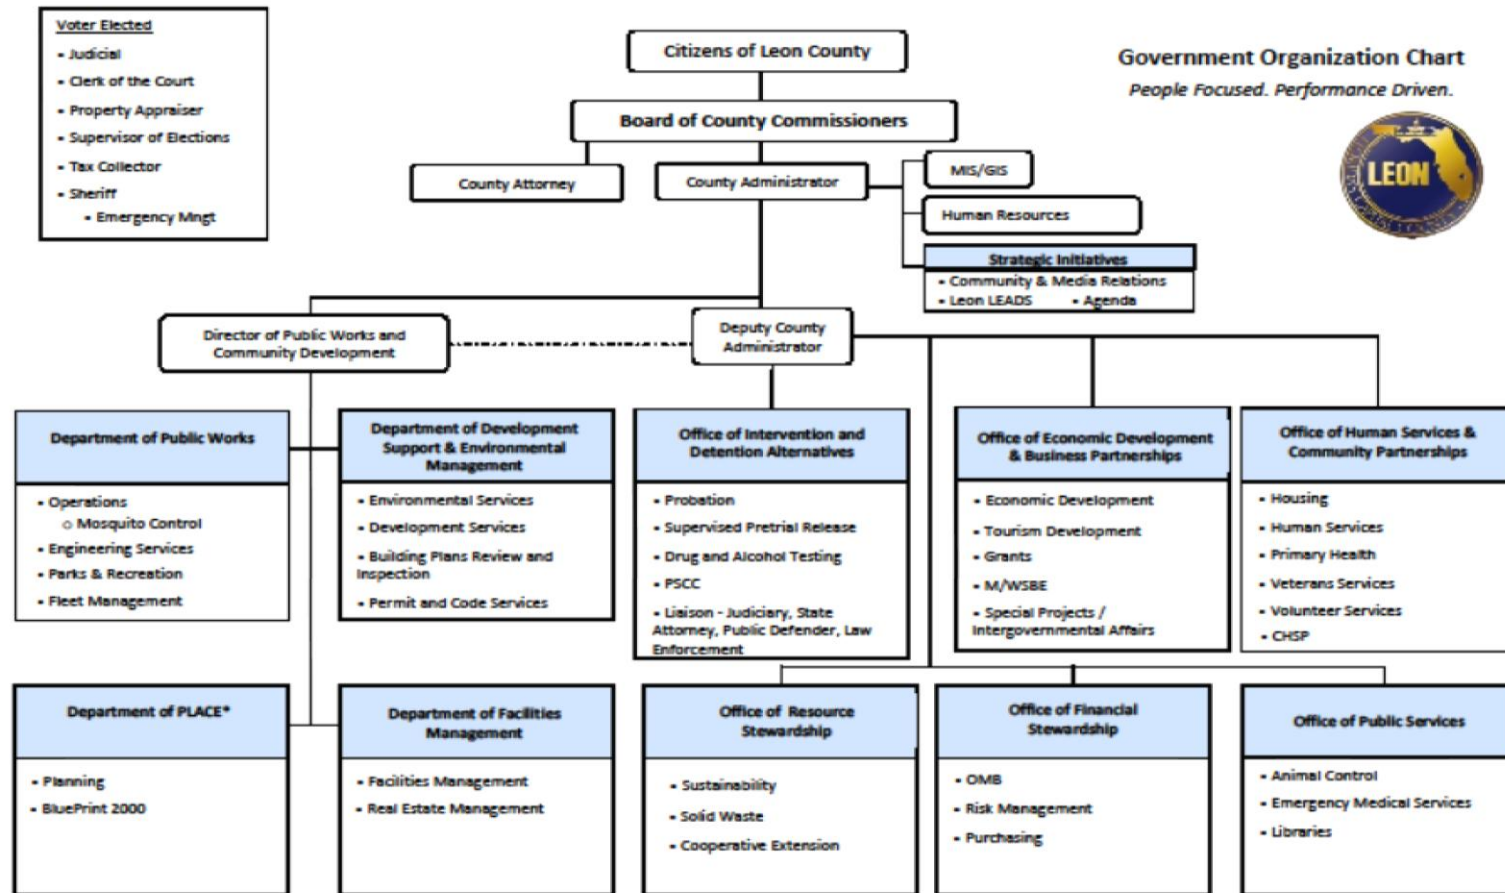 Voter Elected
- Judicial
- Clerk of the Court
- Property Appraiser
- Supervisor of Elections
- Tax Collector
- Sheriff
- Emergency Mngt
Citizens of Leon County
Board of County Commissioners
County Attorney
County Administrator
MIS/GIS
Human Resources
Strategic Initiatives
- Community & Media Relations
- Leon LEADS - Agenda
Government Organization Chart
People Focused. Performance Driven.
LEON
Director of Public Works and
Community Development
Deputy County
Administrator
Department of Public Works
- Operations
o Mosquito Control
- Engineering Services
- Parks & Recreation
- Fleet Management
Department of Development
Support & Environmental
Management
- Environmental Services
- Development Services
- Building Plans Review and
Inspection
- Permit and Code Services
Office of Intervention and
Detention Alternatives
- Probation
- Supervised Pretrial Release
- Drug and Alcohol Testing
- PSCC
- Liaison - Judiciary, State
Attorney, Public Defender, Law
Enforcement
Office of Economic Development
& Business Partnerships
- Economic Development
- Tourism Development
- Grants
- M/WSBE
- Special Projects /
Intergovernmental Affairs
Office of Human Services &
Community Partnerships
- Housing
- Human Services
- Primary Health
- Veterans Services
- Volunteer Services
- CHSP
Department of PLACE*
- Planning
- BluePrint 2000
Department of Facilities
Management
- Facilities Management
- Real Estate Management
Office of Resource
Stewardship
- Sustainability
- Solid Waste
- Cooperative Extension
Office of Financial
Stewardship
- OMB
- Risk Management
- Purchasing
Office of Public Services
- Animal Control
- Emergency Medical Services
- Libraries